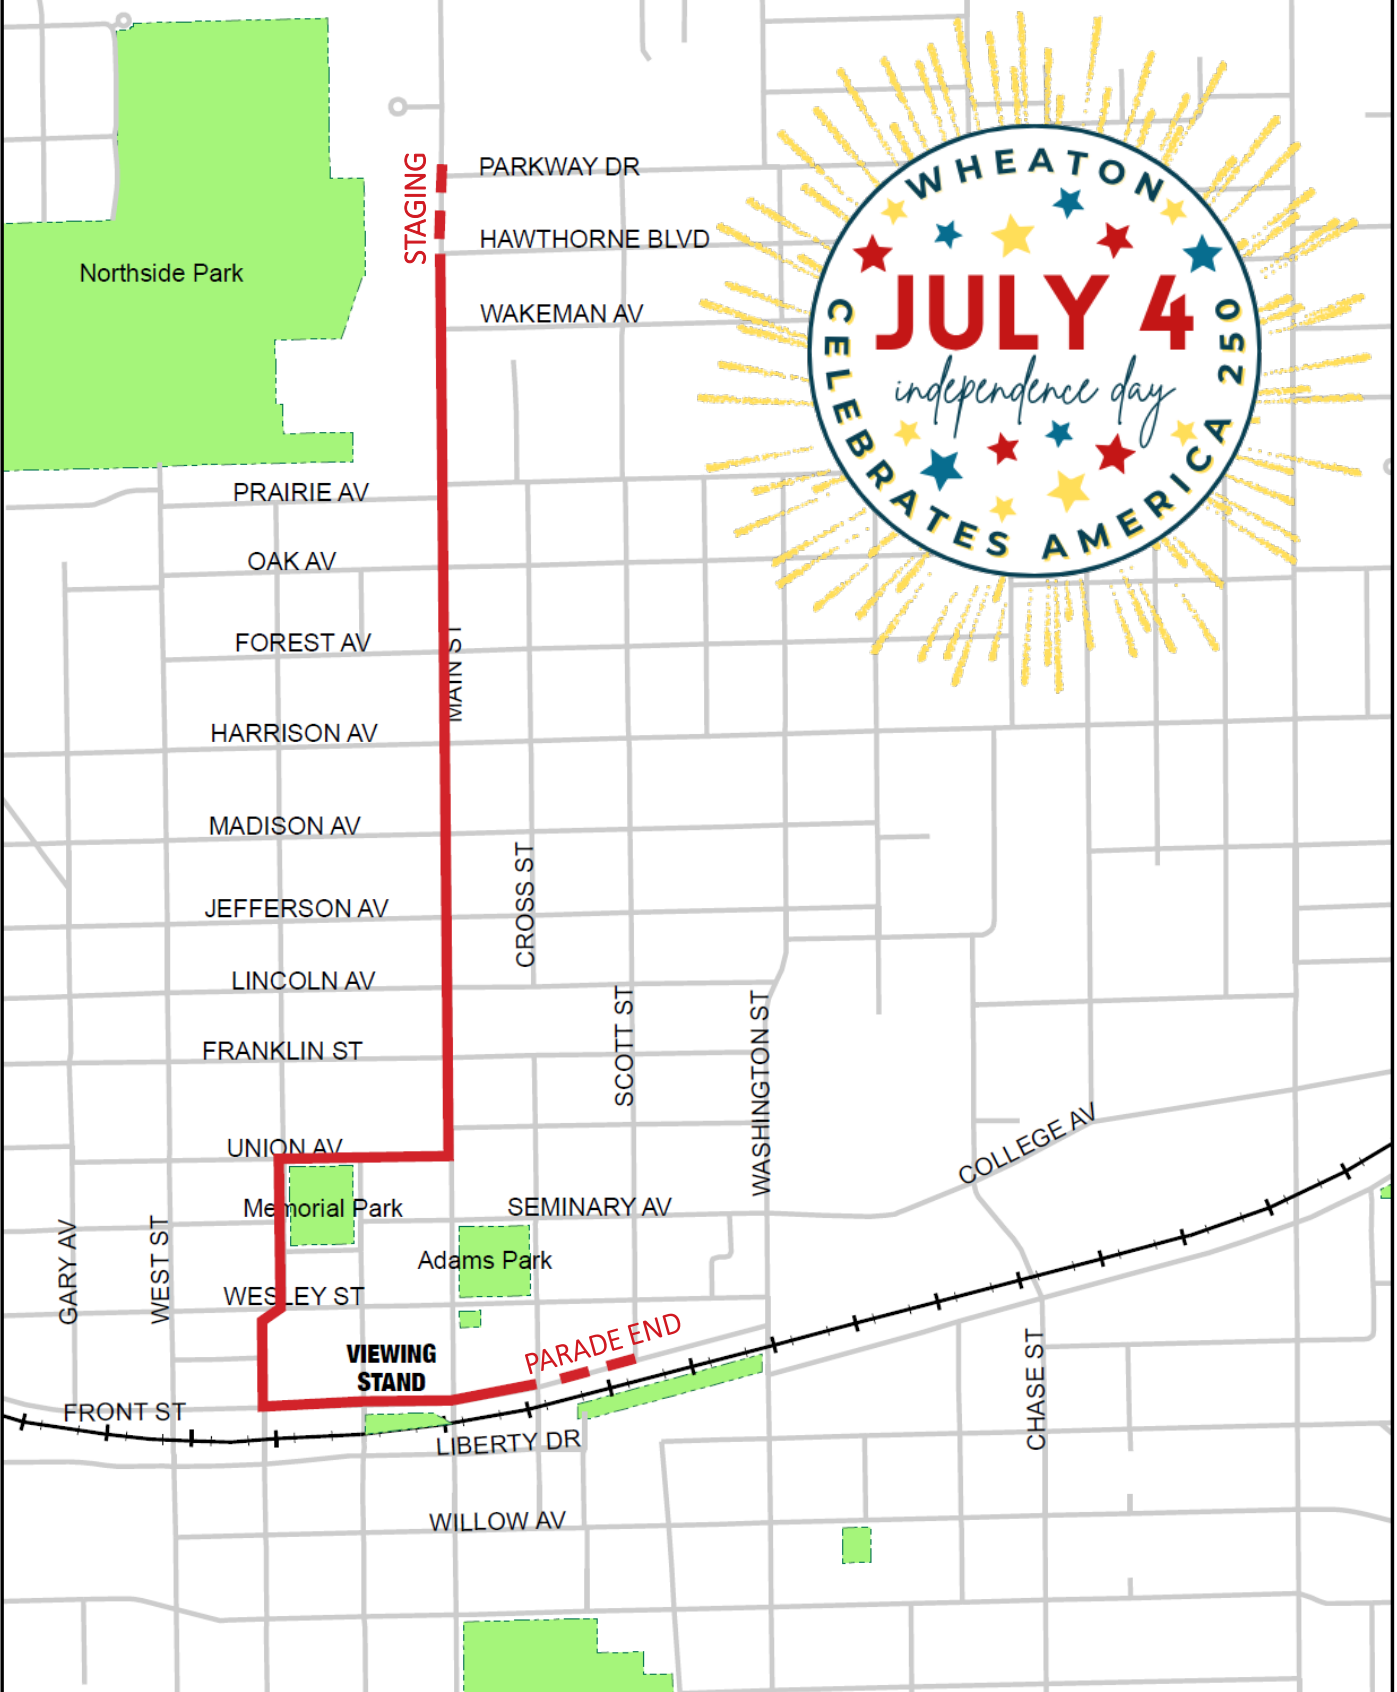 PARKWAY DR
STAGING
HAWTHORNE BLVD
Northside Park
WAKEMAN AV
WHEATON
JULY 4
independence day
CELEBRATES AMERICA 250
PRAIRIE AV
OAK AV
FOREST AV
MAIN ST
HARRISON AV
MADISON AV
CROSS ST
JEFFERSON AV
LINCOLN AV
SCOTT ST
WASHINGTON ST
FRANKLIN ST
COLLEGE AV
UNION AV
Memorial Park
SEMINARY AV
GARY AV
WEST ST
Adams Park
WESLEY ST
PARADE END
VIEWING
STAND
CHASE ST
FRONT ST
LIBERTY DR
WILLOW AV